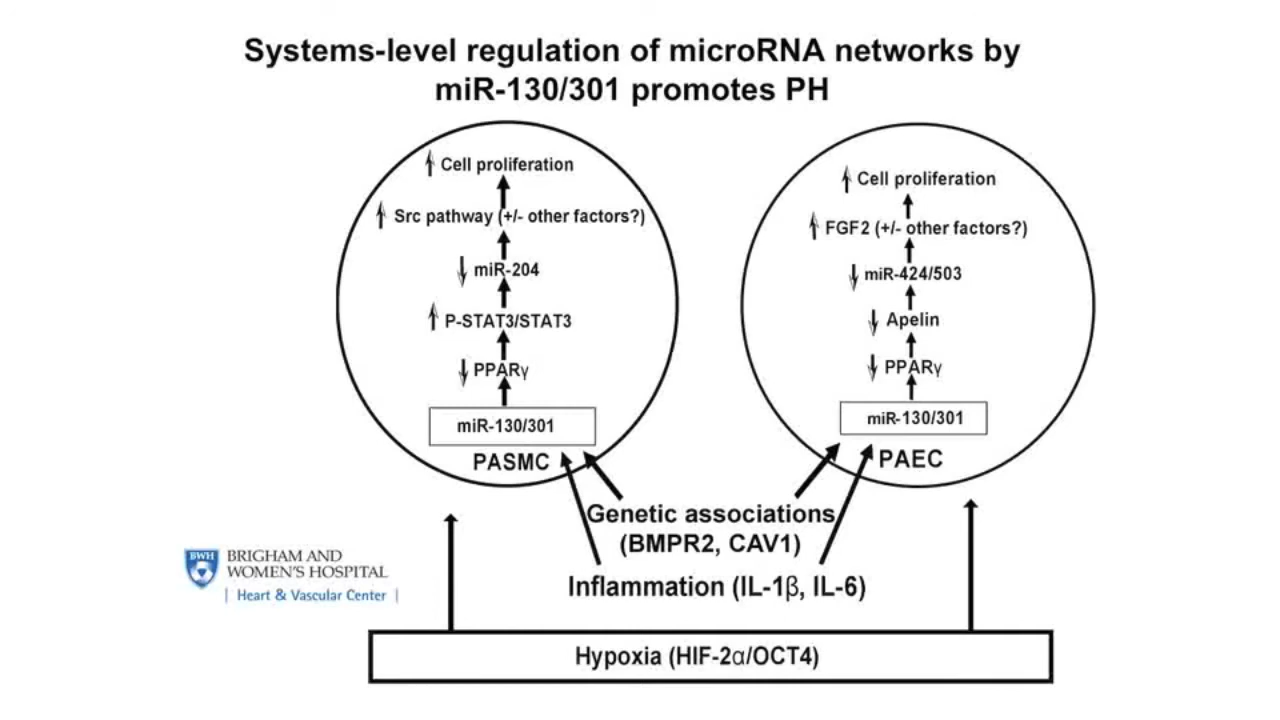 Systems-level regulation of microRNA networks by
miR-130/301 promotes PH
Cell proliferation
Src pathway (+/- other factors?)
miR-204
P-STAT3/STAT3
PPARγ
miR-130/301
PASMC
Cell proliferation
FGF2 (+/- other factors?)
miR-424/503
Apelin
PPARγ
miR-130/301
PAEC
Genetic associations
(BMPR2, CAV1)
Inflammation (IL-1β, IL-6)
BWH
BRIGHAM AND
WOMEN'S HOSPITAL
| Heart & Vascular Center |
Hypoxia (HIF-2α/OCT4)